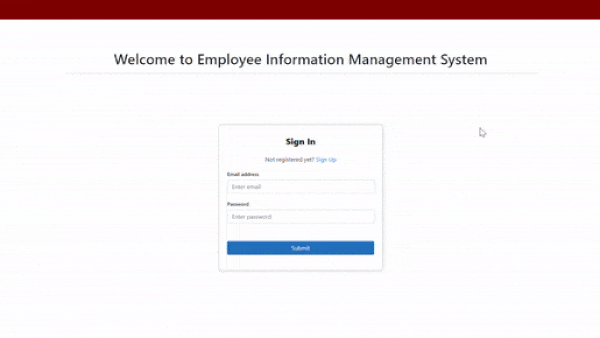 Welcome to Employee Information Management System
Sign In
Not registered yet? Sign Up
Email address
Enter email
Password
Enter password
Submit